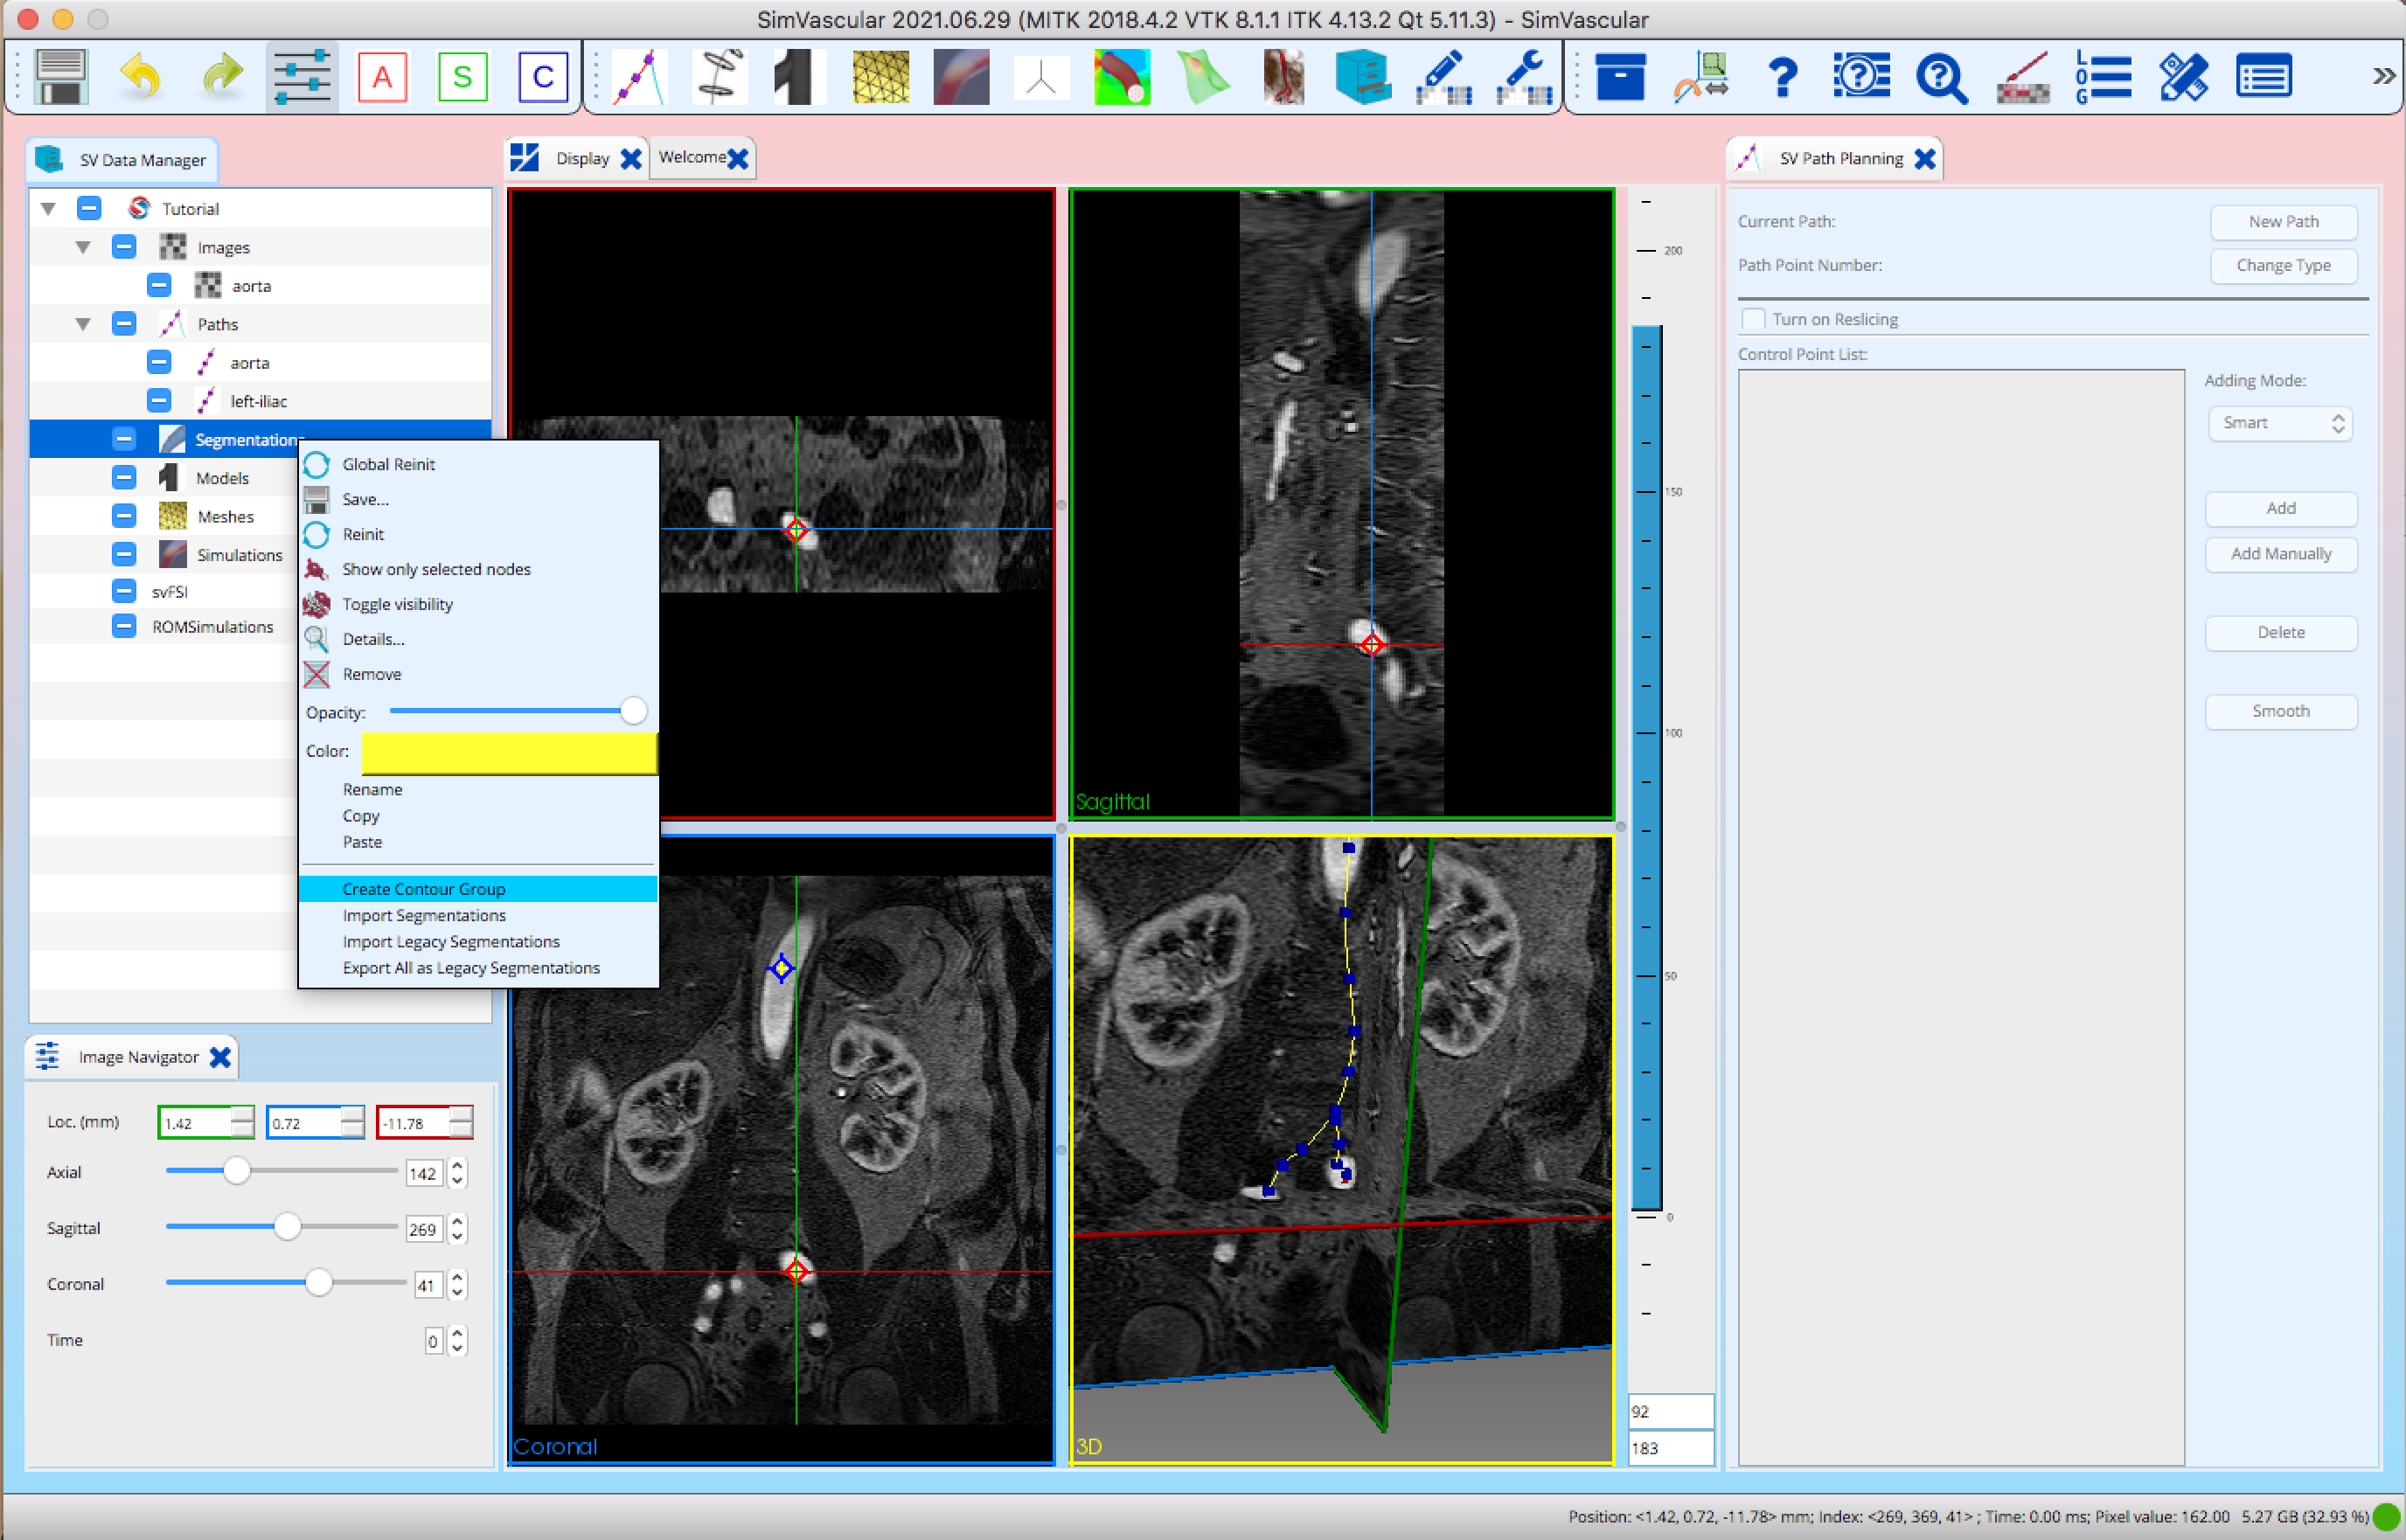 SimVascular 2021.06.29 (MITK 2018.4.2 VTK 8.1.1 ITK 4.13.2 Qt 5.11.3) - SimVascular
A S C
LOG
SV Data Manager
Tutorial
Images
aorta
Paths
aorta
left-iliac
Segmentations
Models
Meshes
Simulations
svFSI
ROMSimulations
Global Reinit
Save...
Reinit
Show only selected nodes
Toggle visibility
Details...
Remove
Opacity:
Color:
Rename
Copy
Paste
Create Contour Group
Import Segmentations
Import Legacy Segmentations
Export All as Legacy Segmentations
Image Navigator
Loc. (mm) 1.42 0.72 -11.78
Axial 142
Sagittal 269
Coronal 41
Time 0
Display Welcome
Sagittal
Coronal
3D
200
150
100
50
0
92
183
SV Path Planning
Current Path: New Path
Path Point Number: Change Type
Turn on Reslicing
Control Point List:
Adding Mode:
Smart
Add
Add Manually
Delete
Smooth
Position: <1.42, 0.72, -11.78> mm; Index: <269, 369, 41> ; Time: 0.00 ms; Pixel value: 162.00 5.27 GB (32.93 %)